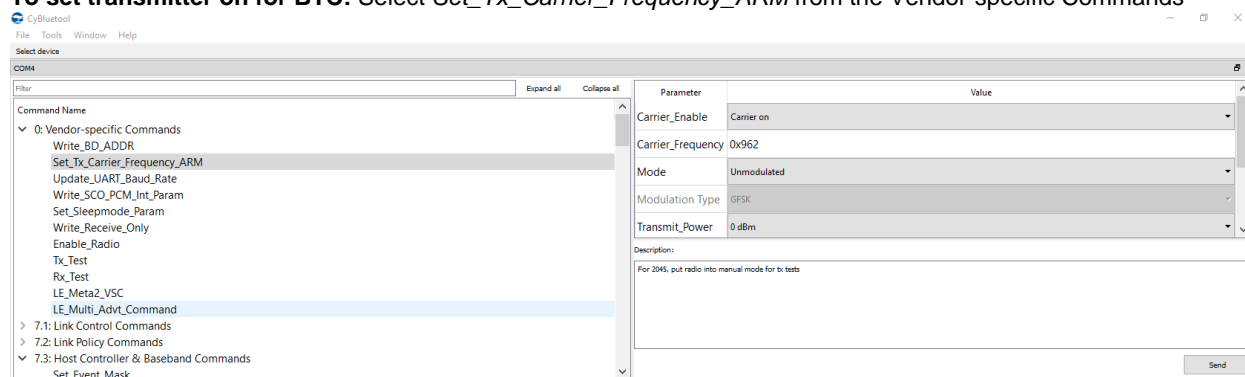 To set transmitter on for BTC: Select Set_Tx_Carrier_Frequency_ARM from the Vendor-specific Commands
CyBluetool
File Tools Window Help
Select device
COM4
Filter
Expand all Collapse all
Command Name
0: Vendor-specific Commands
Write_BD_ADDR
Set_Tx_Carrier_Frequency_ARM
Update_UART_Baud_Rate
Write_SCO_PCM_Int_Param
Set_Sleepmode_Param
Write_Receive_Only
Enable_Radio
Tx_Test
Rx_Test
LE_Meta2_VSC
LE_Multi_Advt_Command
7.1: Link Control Commands
7.2: Link Policy Commands
7.3: Host Controller & Baseband Commands
Set_Event_Mask
Parameter Value
Carrier_Enable Carrier on
Carrier_Frequency 0x962
Mode Unmodulated
Modulation Type GFSK
Transmit_Power 0 dBm
Description:
For 2045, put radio into manual mode for tx tests
Send